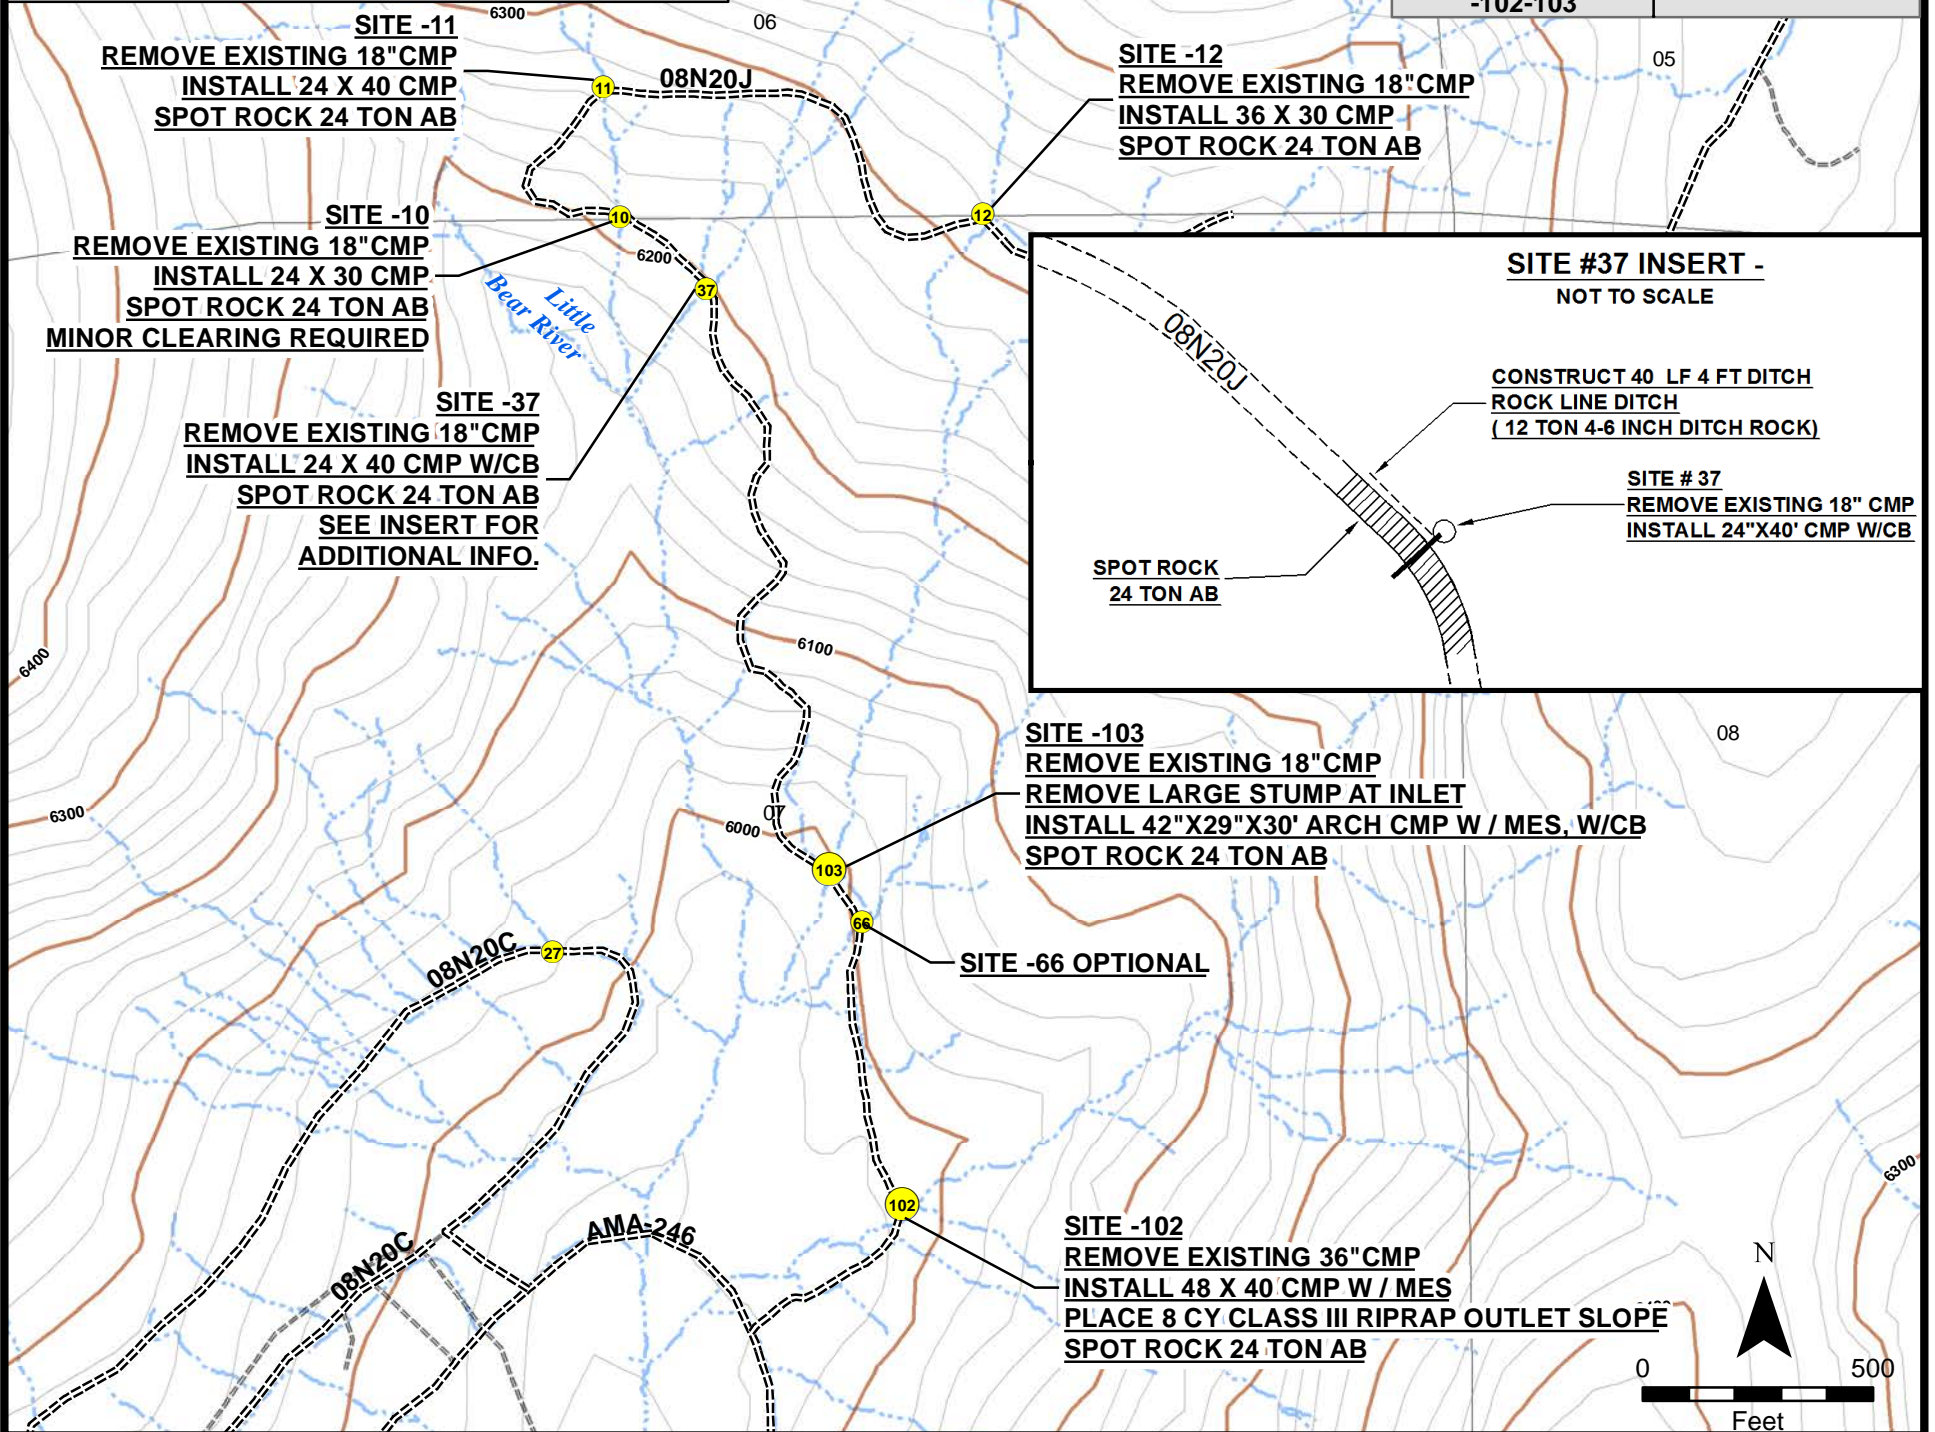 -102-103
6300
06
05
SITE -11
REMOVE EXISTING 18"CMP
INSTALL 24 X 40 CMP
SPOT ROCK 24 TON AB
11
08N20J
SITE -12
REMOVE EXISTING 18"CMP
INSTALL 36 X 30 CMP
SPOT ROCK 24 TON AB
12
SITE -10
REMOVE EXISTING 18"CMP
INSTALL 24 X 30 CMP
SPOT ROCK 24 TON AB
MINOR CLEARING REQUIRED
10
6200
37
Little
Bear River
SITE -37
REMOVE EXISTING 18"CMP
INSTALL 24 X 40 CMP W/CB
SPOT ROCK 24 TON AB
SEE INSERT FOR
ADDITIONAL INFO.
SITE #37 INSERT -
NOT TO SCALE
08N20J
CONSTRUCT 40 LF 4 FT DITCH
ROCK LINE DITCH
( 12 TON 4-6 INCH DITCH ROCK)
SITE # 37
REMOVE EXISTING 18" CMP
INSTALL 24"X40' CMP W/CB
SPOT ROCK
24 TON AB
6400
6100
08
SITE -103
REMOVE EXISTING 18"CMP
REMOVE LARGE STUMP AT INLET
INSTALL 42"X29"X30' ARCH CMP W / MES, W/CB
SPOT ROCK 24 TON AB
6300
07
6000
103
66
SITE -66 OPTIONAL
08N20C
27
102
6300
SITE -102
REMOVE EXISTING 36"CMP
INSTALL 48 X 40 CMP W / MES
PLACE 8 CY CLASS III RIPRAP OUTLET SLOPE
SPOT ROCK 24 TON AB
AMA-246
08N20C
N
0 500
Feet